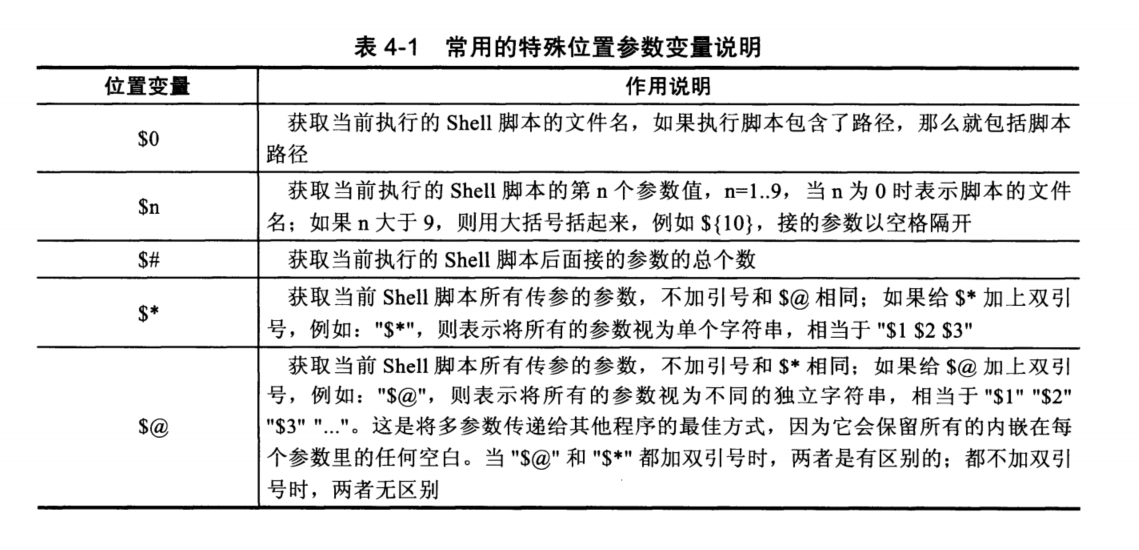 表 4-1 常用的特殊位置参数变量说明
位置变量 作用说明
$0
获取当前执行的 Shell 脚本的文件名，如果执行脚本包含了路径，那么就包括脚本
路径
$n
获取当前执行的 Shell 脚本的第 n 个参数值，n=1..9，当 n 为 0 时表示脚本的文件
名；如果 n 大于 9，则用大括号括起来，例如 ${10}，接的参数以空格隔开
$# 获取当前执行的 Shell 脚本后面接的参数的总个数
$*
获取当前 Shell 脚本所有传参的参数，不加引号和 $@ 相同；如果给 $* 加上双引
号，例如："$*"，则表示将所有的参数视为单个字符串，相当于 "$1 $2 $3"
$@
获取当前 Shell 脚本所有传参的参数，不加引号和 $* 相同；如果给 $@ 加上双引
号，例如："$@"，则表示将所有的参数视为不同的独立字符串，相当于 "$1" "$2"
"$3" "..."。这是将多参数传递给其他程序的最佳方式，因为它会保留所有的内嵌在每
个参数里的任何空白。当 "$@" 和 "$*" 都加双引号时，两者是有区别的；都不加双引
号时，两者无区别